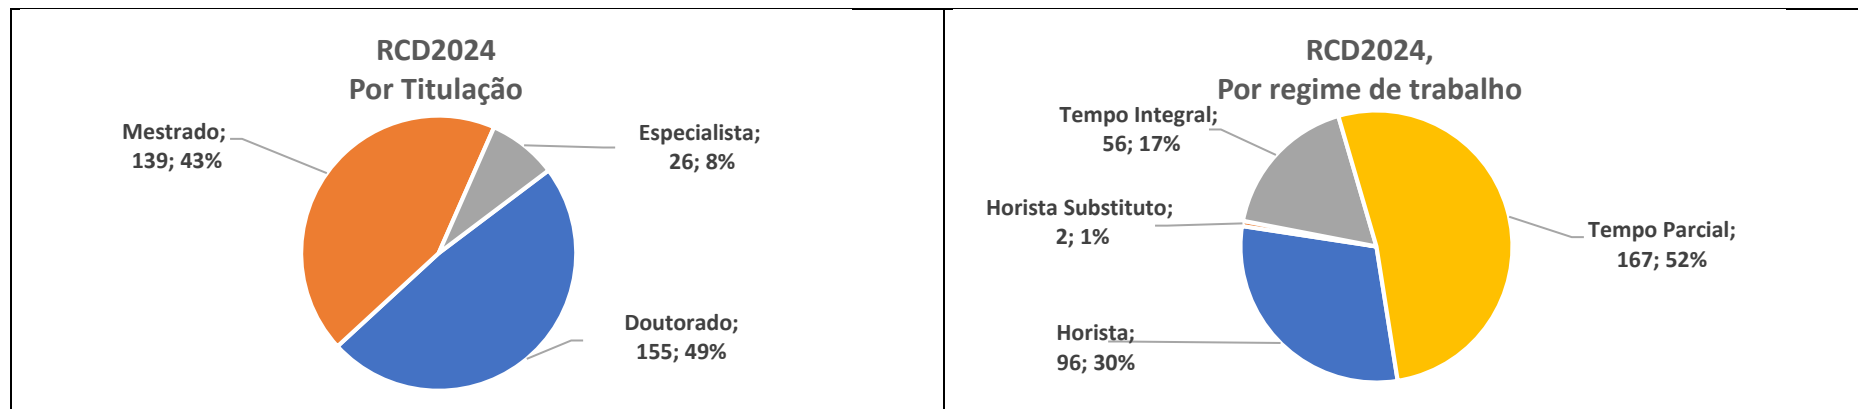 RCD2024
Por Titulação
Mestrado;
139; 43%
Especialista;
26; 8%
Doutorado;
155; 49%
RCD2024,
Por regime de trabalho
Tempo Integral;
56; 17%
Horista Substituto;
2; 1%
Tempo Parcial;
167; 52%
Horista;
96; 30%